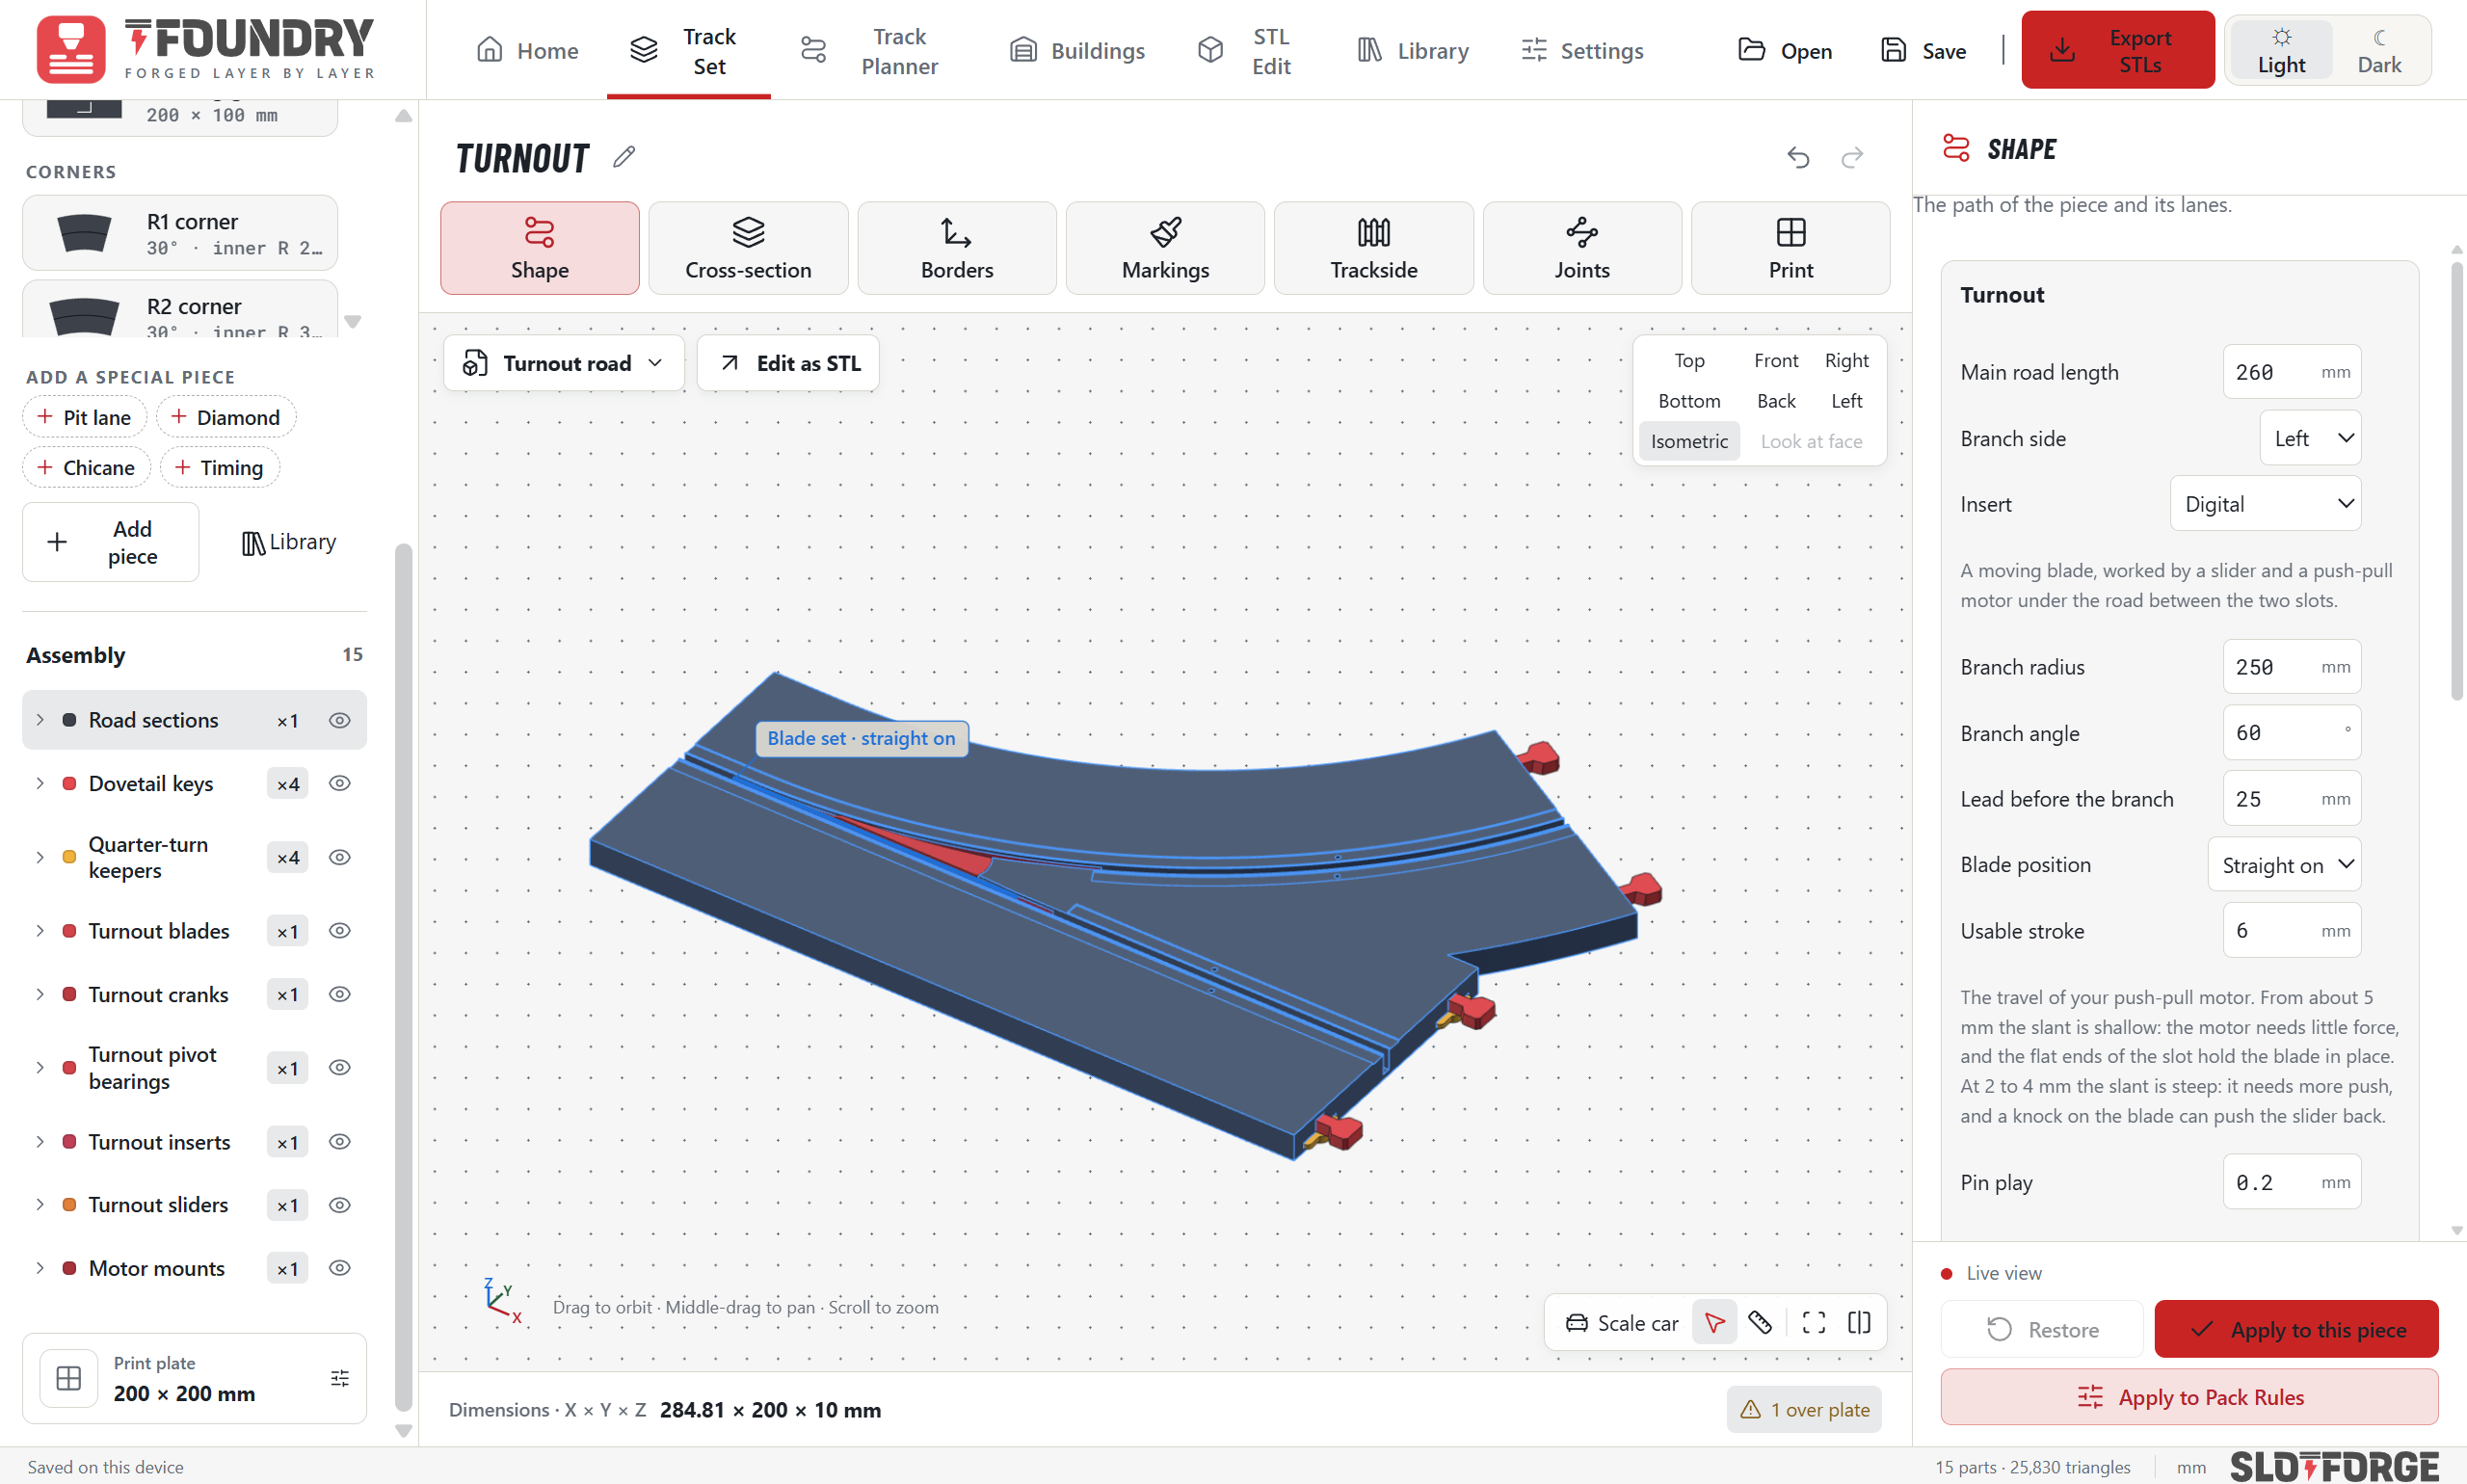 FOUNDRY
FORGED LAYER BY LAYER
Home
Track Set
Track Planner
Buildings
STL Edit
Library
Settings
Open
Save
Export STLs
Light
Dark
200 × 100 mm
CORNERS
R1 corner
30° · inner R 2…
R2 corner
30° · inner R 3…
ADD A SPECIAL PIECE
Pit lane
Diamond
Chicane
Timing
Add piece
Library
Assembly 15
Road sections ×1
Dovetail keys ×4
Quarter-turn keepers ×4
Turnout blades ×1
Turnout cranks ×1
Turnout pivot bearings ×1
Turnout inserts ×1
Turnout sliders ×1
Motor mounts ×1
Print plate
200 × 200 mm
Saved on this device
TURNOUT
Shape
Cross-section
Borders
Markings
Trackside
Joints
Print
Turnout road
Edit as STL
Top Front Right
Bottom Back Left
Isometric Look at face
Blade set · straight on
Z Y X
Drag to orbit · Middle-drag to pan · Scroll to zoom
Scale car
Dimensions · X × Y × Z 284.81 × 200 × 10 mm
1 over plate
SHAPE
The path of the piece and its lanes.
Turnout
Main road length 260 mm
Branch side Left
Insert Digital
A moving blade, worked by a slider and a push-pull
motor under the road between the two slots.
Branch radius 250 mm
Branch angle 60 °
Lead before the branch 25 mm
Blade position Straight on
Usable stroke 6 mm
The travel of your push-pull motor. From about 5
mm the slant is shallow: the motor needs little force,
and the flat ends of the slot hold the blade in place.
At 2 to 4 mm the slant is steep: it needs more push,
and a knock on the blade can push the slider back.
Pin play 0.2 mm
Live view
Restore
Apply to this piece
Apply to Pack Rules
15 parts · 25,830 triangles mm
SLOTFORGE